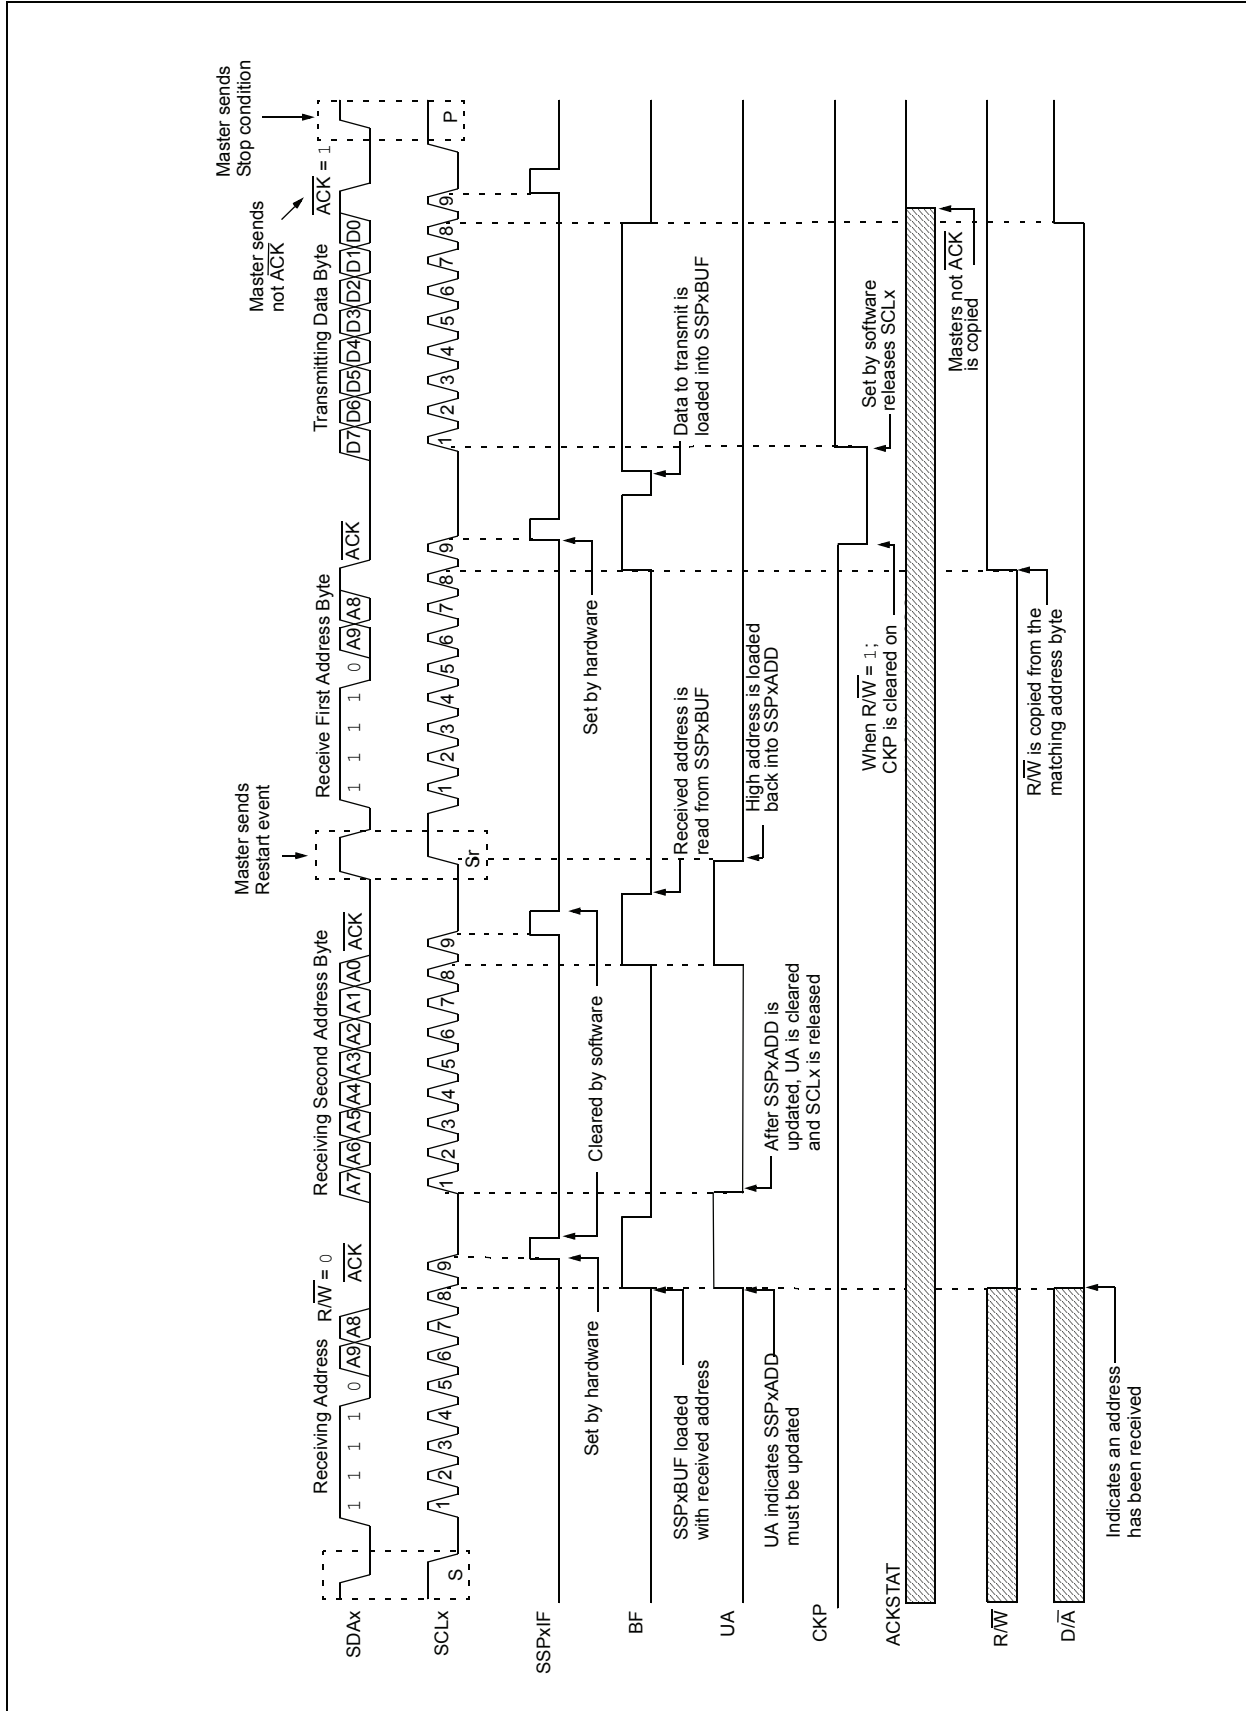 Master sends
Stop condition
Master sends
not A̅C̅K̅
Master sends
Restart event
Receiving Address R/W̅ = 0
Receiving Second Address Byte
Receive First Address Byte
Transmitting Data Byte
A̅C̅K̅ = 1
SDAx
1 1 1 1 0 A9 A8 A̅C̅K̅
A7 A6 A5 A4 A3 A2 A1 A0 A̅C̅K̅
1 1 1 1 0 A9 A8 A̅C̅K̅
D7 D6 D5 D4 D3 D2 D1 D0
SCLx
S 1 2 3 4 5 6 7 8 9
1 2 3 4 5 6 7 8 9
Sr 1 2 3 4 5 6 7 8 9
1 2 3 4 5 6 7 8 9 P
SSPxIF
Set by hardware
Cleared by software
Set by hardware
BF
SSPxBUF loaded
with received address
Received address is
read from SSPxBUF
Data to transmit is
loaded into SSPxBUF
UA
UA indicates SSPxADD
must be updated
After SSPxADD is
updated, UA is cleared
and SCLx is released
High address is loaded
back into SSPxADD
CKP
When R/W̅ = 1;
CKP is cleared on
Set by software
releases SCLx
ACKSTAT
Masters not A̅C̅K̅
is copied
R/W̅
R/W̅ is copied from the
matching address byte
D/A̅
Indicates an address
has been received